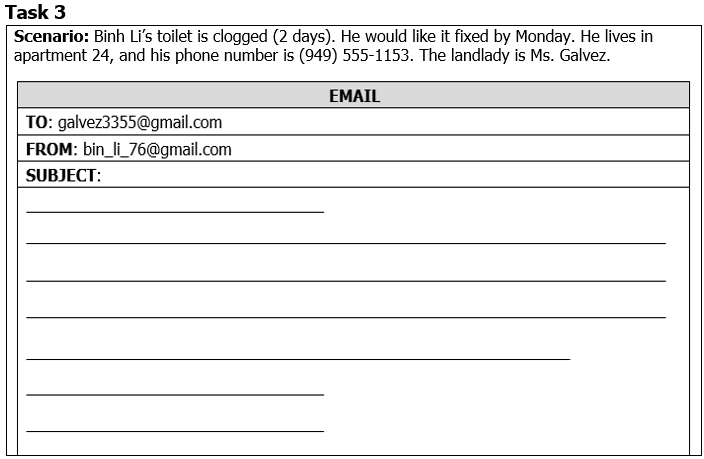 Task 3
Scenario: Binh Li’s toilet is clogged (2 days). He would like it fixed by Monday. He lives in
apartment 24, and his phone number is (949) 555-1153. The landlady is Ms. Galvez.
EMAIL
TO: galvez3355@gmail.com
FROM: bin_li_76@gmail.com
SUBJECT: